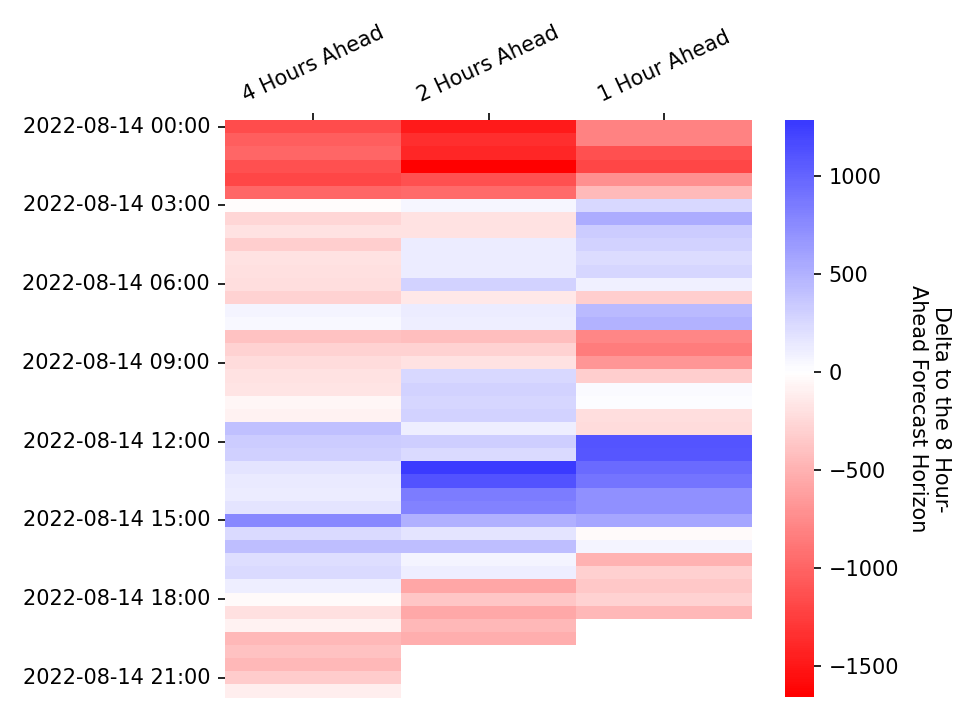 4 Hours Ahead
2 Hours Ahead
1 Hour Ahead
2022-08-14 00:00
2022-08-14 03:00
2022-08-14 06:00
2022-08-14 09:00
2022-08-14 12:00
2022-08-14 15:00
2022-08-14 18:00
2022-08-14 21:00
1000
500
0
−500
−1000
−1500
Delta to the 8 Hour-
Ahead Forecast Horizon